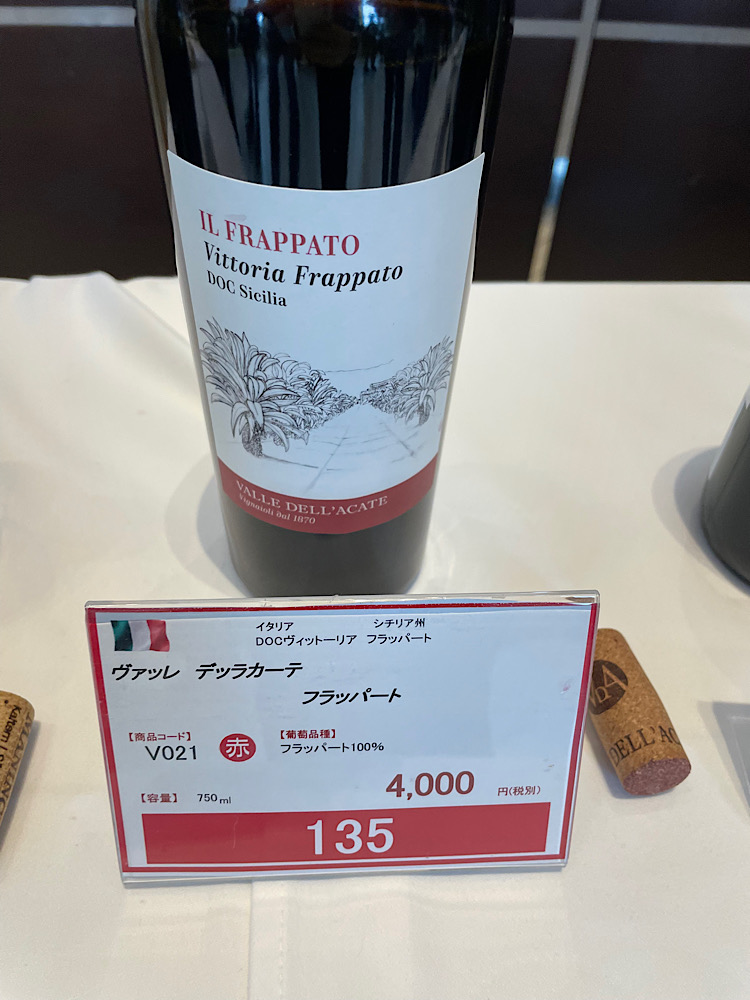 IL FRAPPATO
Vittoria Frappato
DOC Sicilia
VALLE DELL'ACATE
Vignaioli dal 1870
イタリア シチリア州
DOCヴィットーリア フラッパート
ヴァッレ デッラカーテ
フラッパート
【商品コード】 【葡萄品種】
V021 赤 フラッパート100%
4,000 円(税別)
【容量】 750ml
135
DELL'AC